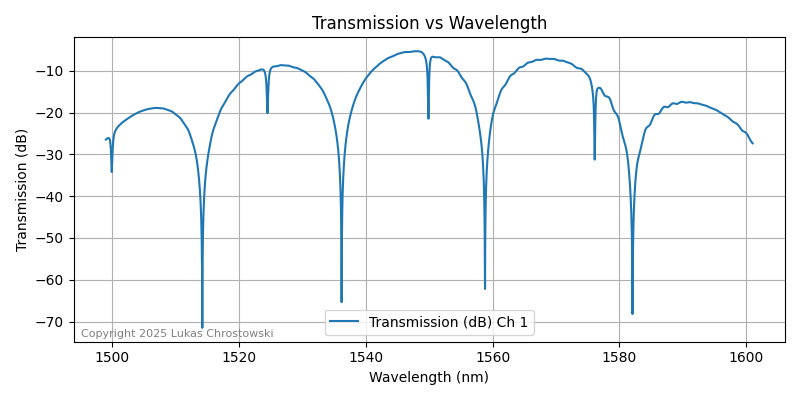 Transmission vs Wavelength
Transmission (dB)
−10
−20
−30
−40
−50
−60
−70
Transmission (dB) Ch 1
Copyright 2025 Lukas Chrostowski
1500 1520 1540 1560 1580 1600
Wavelength (nm)